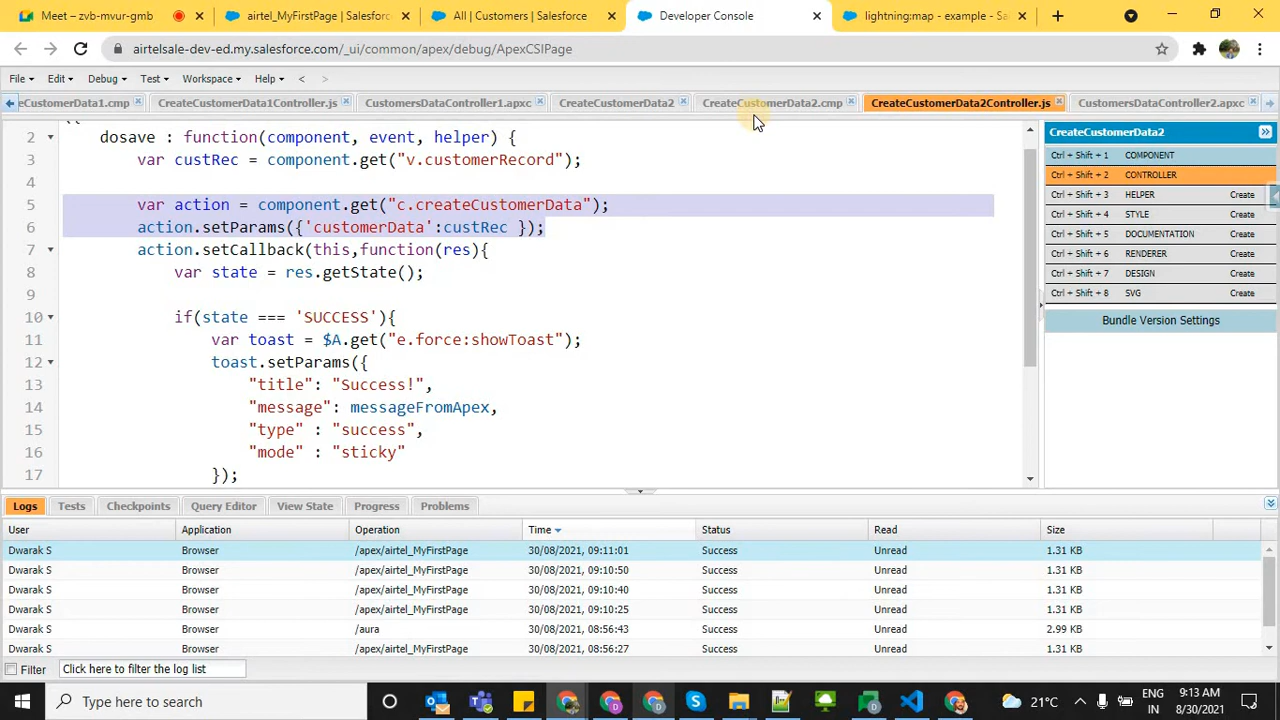 Meet – zvb-mvur-gmb
airtel_MyFirstPage | Salesforc
All | Customers | Salesforce
Developer Console
lightning:map - example - Sa
airtelsale-dev-ed.my.salesforce.com/_ui/common/apex/debug/ApexCSIPage
File Edit Debug Test Workspace Help < >
eCustomerData1.cmp CreateCustomerData1Controller.js CustomersDataController1.apxc CreateCustomerData2 CreateCustomerData2.cmp CreateCustomerData2Controller.js CustomersDataController2.apxc
2 dosave : function(component, event, helper) {
3 var custRec = component.get("v.customerRecord");
4
5 var action = component.get("c.createCustomerData");
6 action.setParams({'customerData':custRec });
7 action.setCallback(this,function(res){
8 var state = res.getState();
9
10 if(state === 'SUCCESS'){
11 var toast = $A.get("e.force:showToast");
12 toast.setParams({
13 "title": "Success!",
14 "message": messageFromApex,
15 "type" : "success",
16 "mode" : "sticky"
17 });
CreateCustomerData2
Ctrl + Shift + 1 COMPONENT
Ctrl + Shift + 2 CONTROLLER
Ctrl + Shift + 3 HELPER Create
Ctrl + Shift + 4 STYLE Create
Ctrl + Shift + 5 DOCUMENTATION Create
Ctrl + Shift + 6 RENDERER Create
Ctrl + Shift + 7 DESIGN Create
Ctrl + Shift + 8 SVG Create
Bundle Version Settings
Logs Tests Checkpoints Query Editor View State Progress Problems
User Application Operation Time Status Read Size
Dwarak S Browser /apex/airtel_MyFirstPage 30/08/2021, 09:11:01 Success Unread 1.31 KB
Dwarak S Browser /apex/airtel_MyFirstPage 30/08/2021, 09:10:50 Success Unread 1.31 KB
Dwarak S Browser /apex/airtel_MyFirstPage 30/08/2021, 09:10:40 Success Unread 1.31 KB
Dwarak S Browser /apex/airtel_MyFirstPage 30/08/2021, 09:10:25 Success Unread 1.31 KB
Dwarak S Browser /aura 30/08/2021, 08:56:43 Success Unread 2.99 KB
Dwarak S Browser /apex/airtel_MyFirstPage 30/08/2021, 08:56:27 Success Unread 1.31 KB
Filter Click here to filter the log list
Type here to search
21°C
ENG
IN
9:13 AM
8/30/2021